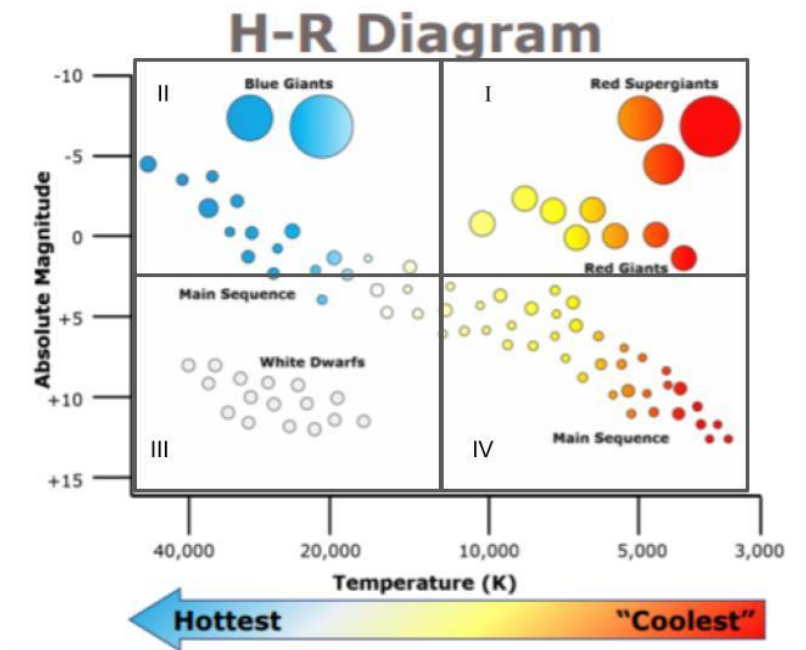 H-R Diagram
II
Blue Giants
I
Red Supergiants
-10
-5
0
+5
+10
+15
Absolute Magnitude
Red Giants
Main Sequence
White Dwarfs
III
IV
Main Sequence
40,000
20,000
10,000
5,000
3,000
Temperature (K)
Hottest
“Coolest”